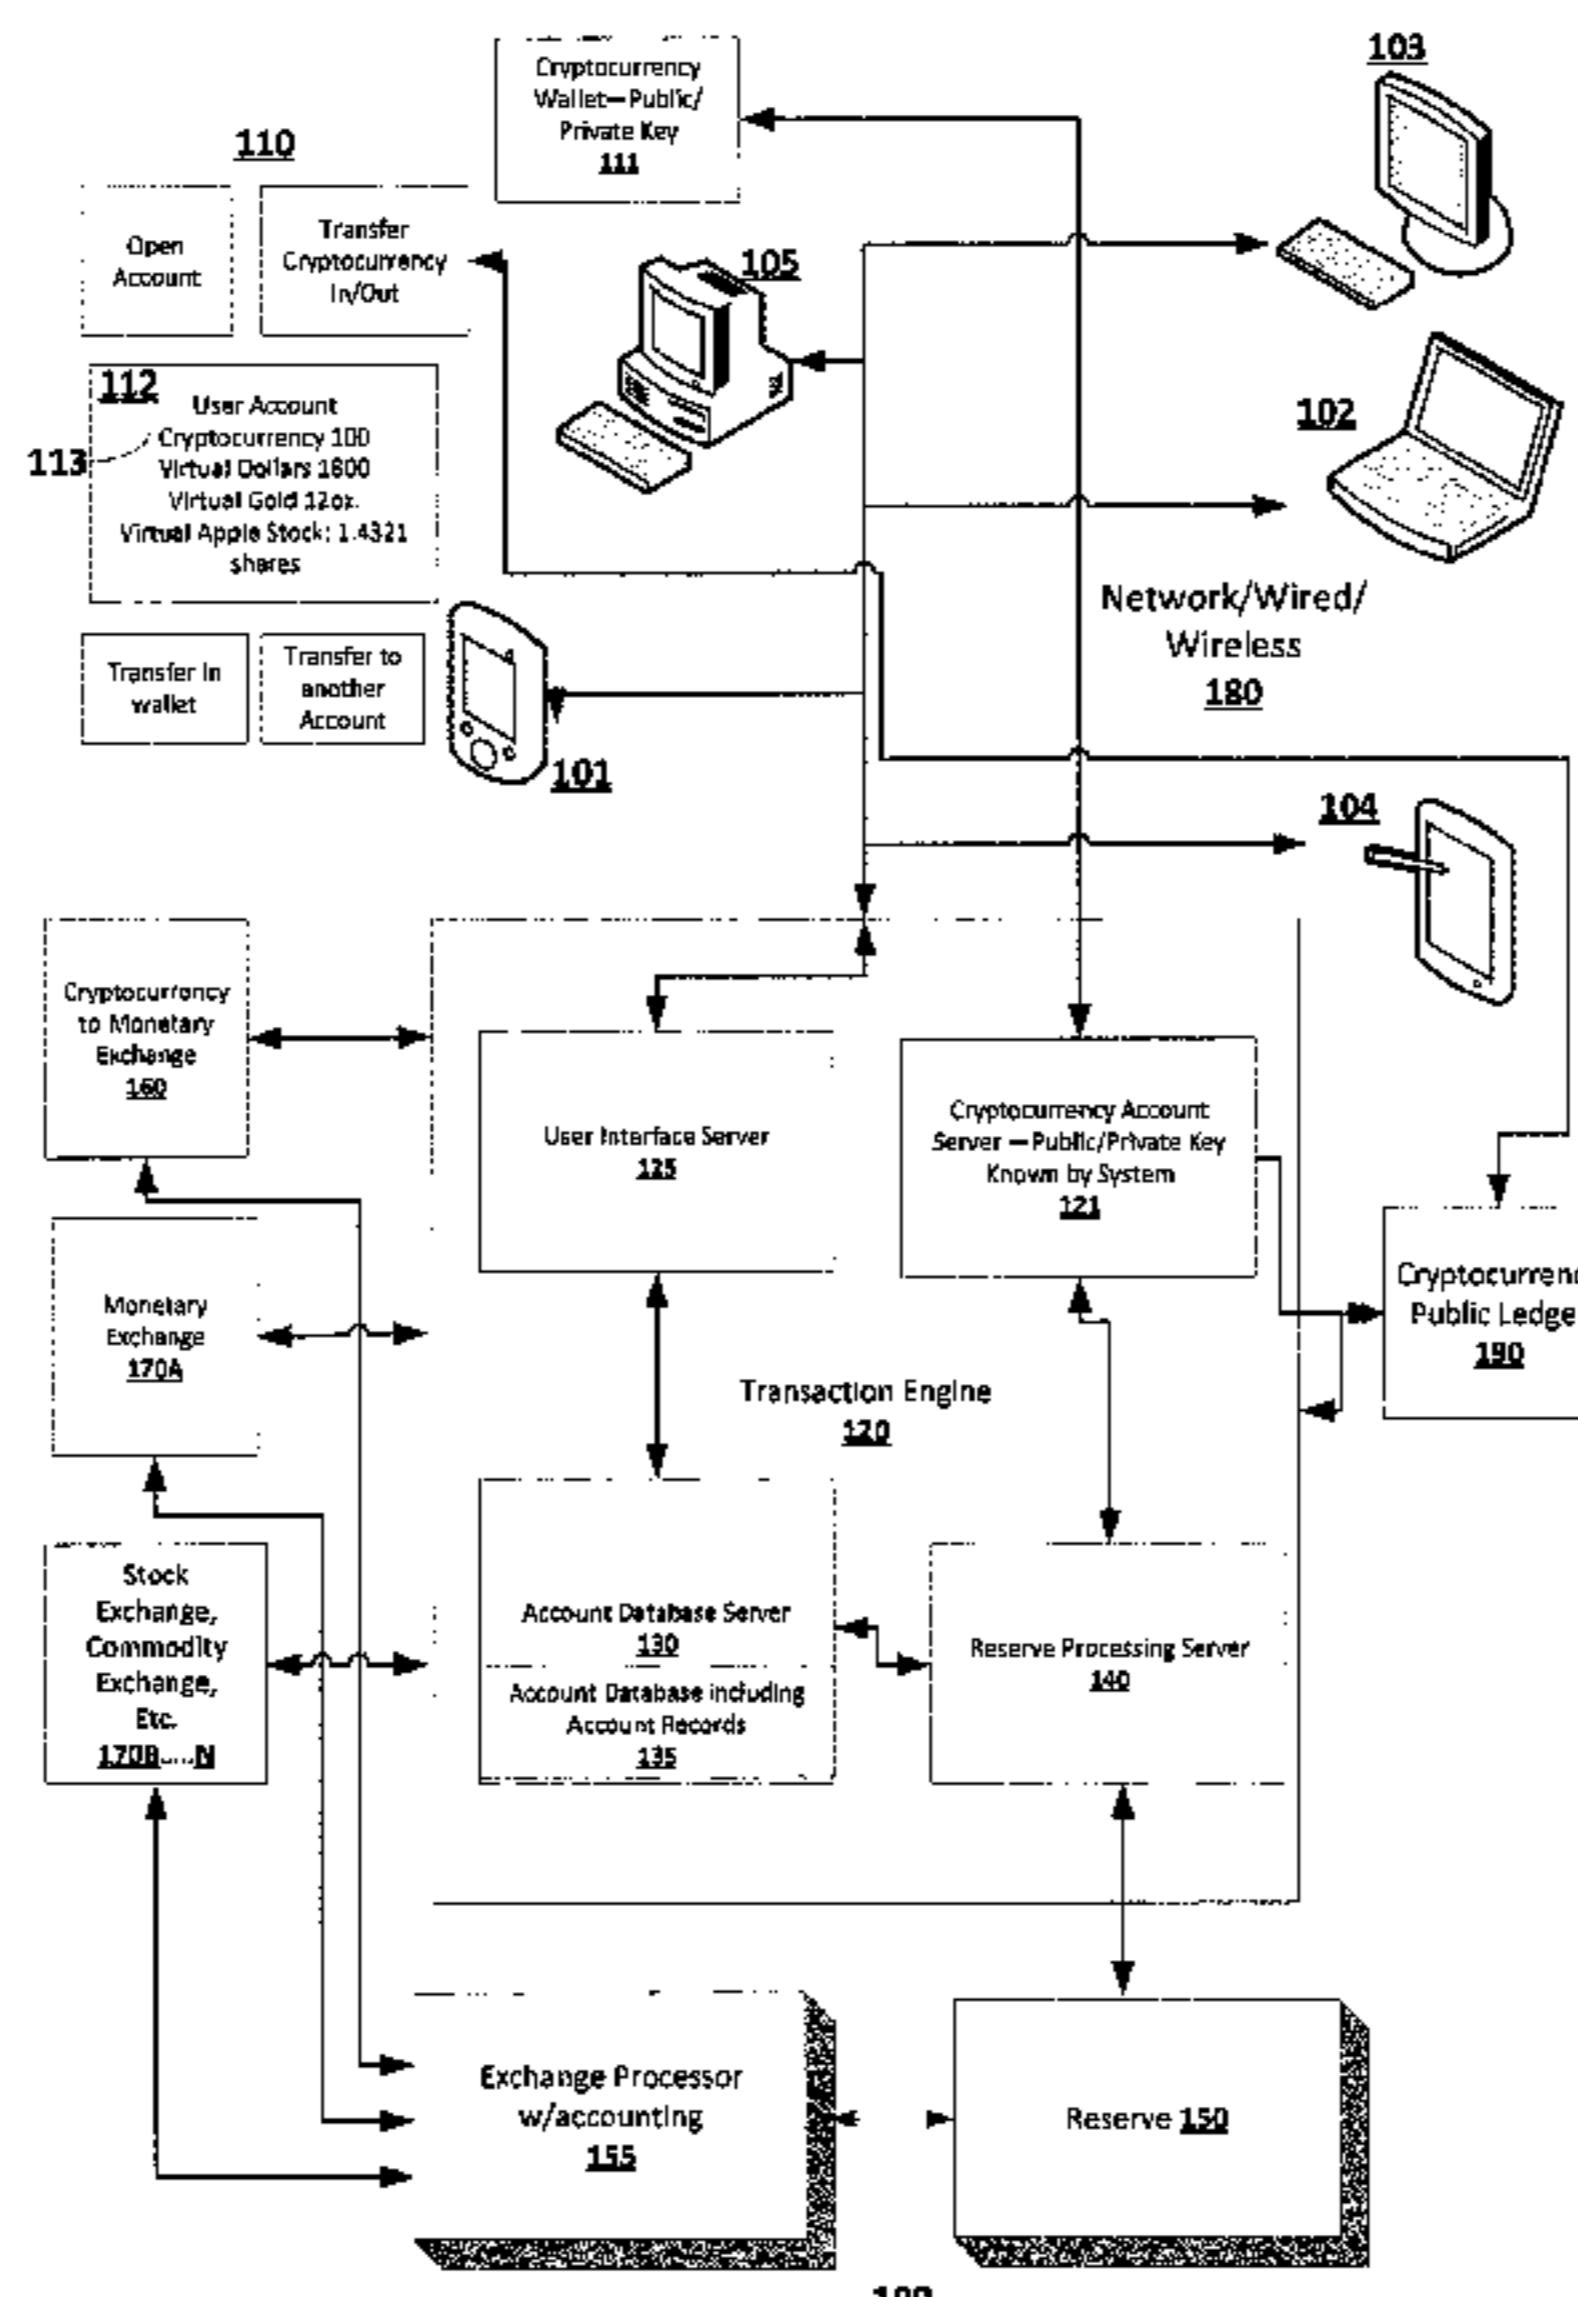 103
Cryptocurrency
Wallet—Public/
Private Key
111
110
Open
Account
Transfer
Cryptocurrency
In/Out
105
112
User Account
Cryptocurrency 100
113
Virtual Dollars 1800
Virtual Gold 12oz.
Virtual Apple Stock: 1.4321
shares
102
Network/Wired/
Wireless
180
Transfer In
wallet
Transfer to
another
Account
101
104
Cryptocurrency
to Monetary
Exchange
160
User Interface Server
125
Cryptocurrency Account
Server —Public/Private Key
Known by System
121
Monetary
Exchange
170A
Cryptocurrenc
Public Ledge
190
Transaction Engine
120
Stock
Exchange,
Commodity
Exchange,
Etc.
170B....N
Account Database Server
130
Account Database including
Account Records
135
Reserve Processing Server
140
Exchange Processor
w/accounting
155
Reserve 150